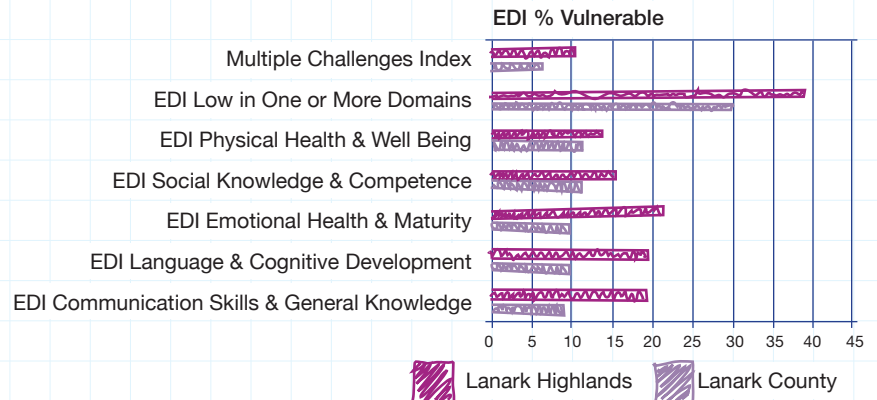 EDI % Vulnerable
Multiple Challenges Index
EDI Low in One or More Domains
EDI Physical Health & Well Being
EDI Social Knowledge & Competence
EDI Emotional Health & Maturity
EDI Language & Cognitive Development
EDI Communication Skills & General Knowledge
0 5 10 15 20 25 30 35 40 45
Lanark Highlands Lanark County